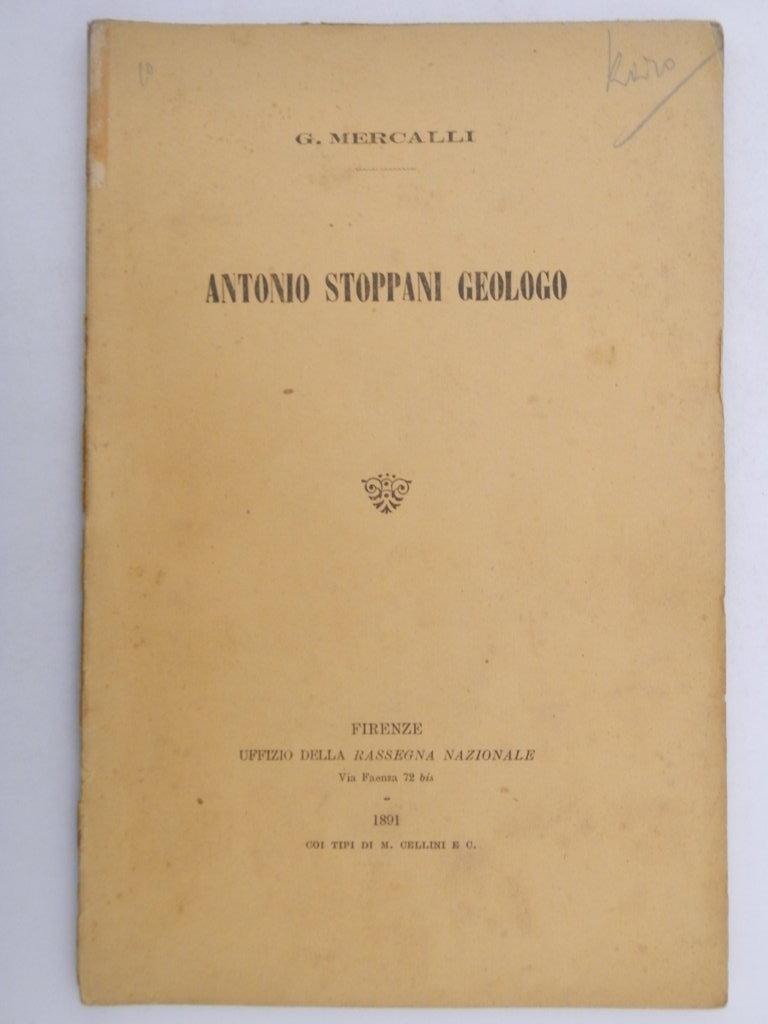 G. MERCALLI
ANTONIO STOPPANI GEOLOGO
FIRENZE
UFFIZIO DELLA RASSEGNA NAZIONALE
Via Faenza 72 bis
1891
COI TIPI DI M. CELLINI E C.